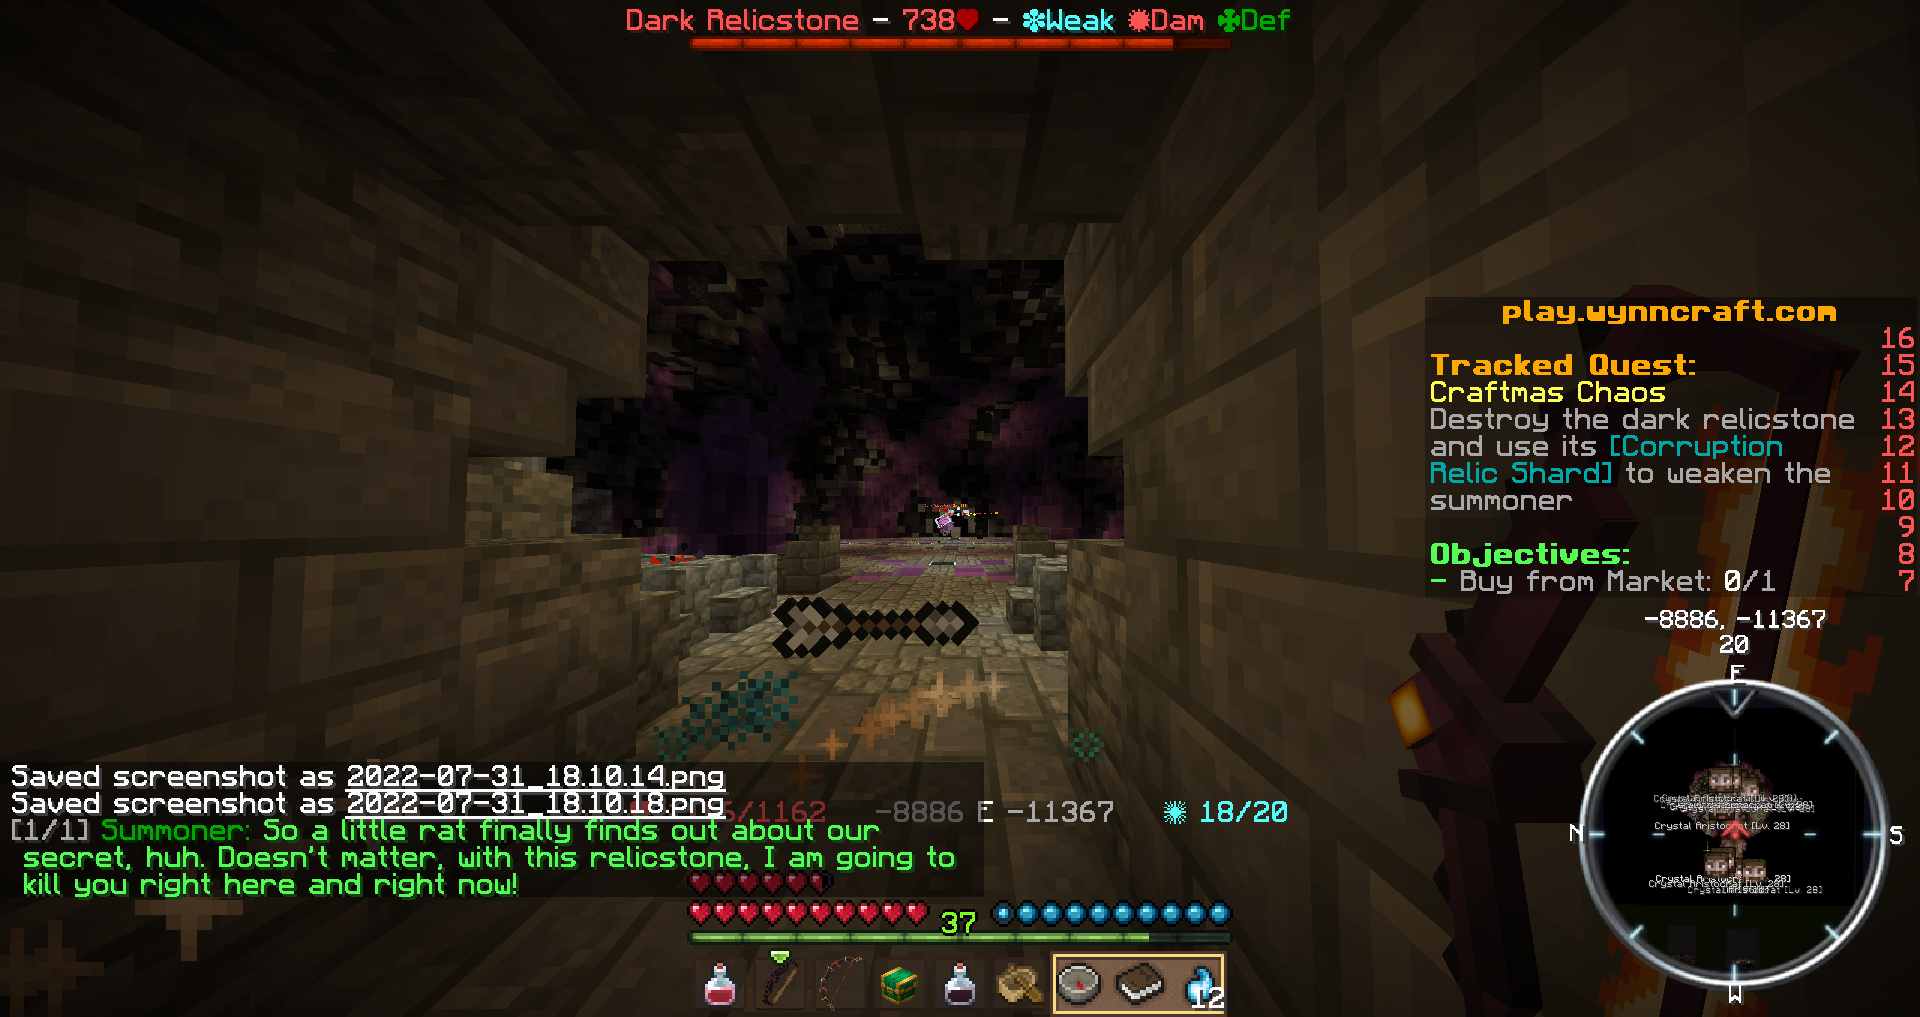 Dark Relicstone - 738❤ - ❄Weak ✹Dam ✤Def
play.wynncraft.com
16
Tracked Quest: 15
Craftmas Chaos 14
Destroy the dark relicstone 13
and use its [Corruption 12
Relic Shard] to weaken the 11
summoner 10
9
Objectives: 8
- Buy from Market: 0/1 7
-8886, -11367
20
E
N
S
W
Crystal Aristocrat [Lv. 28]
Saved screenshot as 2022-07-31_18.10.14.png
Saved screenshot as 2022-07-31_18.10.18.png
/1162 -8886 E -11367 18/20
[1/1] Summoner: So a little rat finally finds out about our
secret, huh. Doesn't matter, with this relicstone, I am going to
kill you right here and right now!
37
12